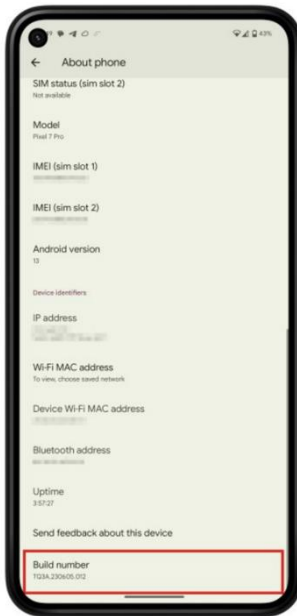 43%
About phone
SIM status (sim slot 2)
Not available
Model
Pixel 7 Pro
IMEI (sim slot 1)
IMEI (sim slot 2)
Android version
13
Device identifiers
IP address
Wi-Fi MAC address
To view, choose saved network
Device Wi-Fi MAC address
Bluetooth address
Uptime
3:57:27
Send feedback about this device
Build number
TQ3A.230605.012